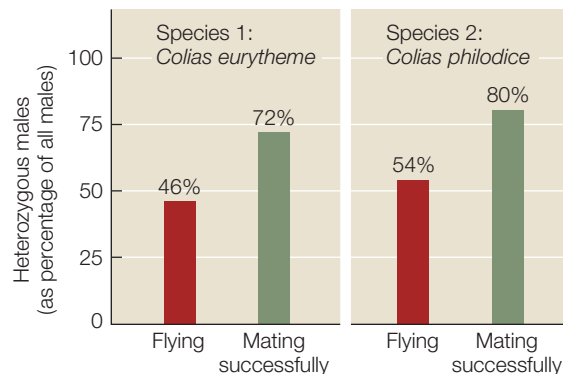 Heterozygous males
(as percentage of all males)
100
75
50
25
0
Species 1:
Colias eurytheme
46%
72%
Flying
Mating
successfully
Species 2:
Colias philodice
54%
80%
Flying
Mating
successfully